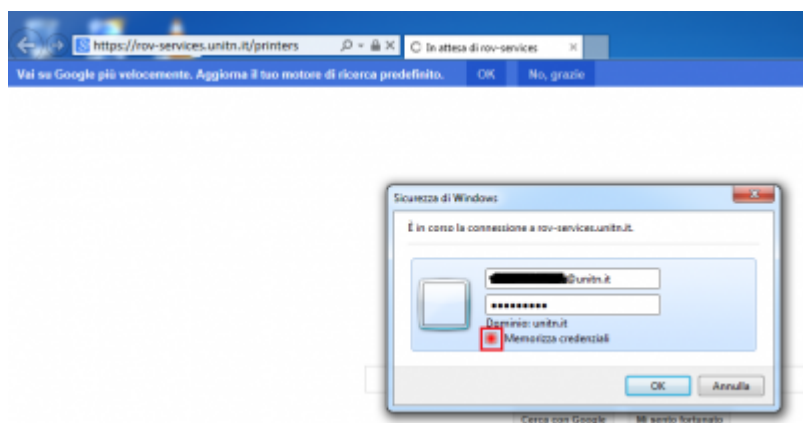 https://rov-services.unitn.it/printers
In attesa di rov-services
Vai su Google più velocemente. Aggiorna il tuo motore di ricerca predefinito. OK No, grazie
Sicurezza di Windows
È in corso la connessione a rov-services.unitn.it.
@unitn.it
Dominio: unitn.it
Memorizza credenziali
OK Annulla
Cerca con Google Mi sento fortunato